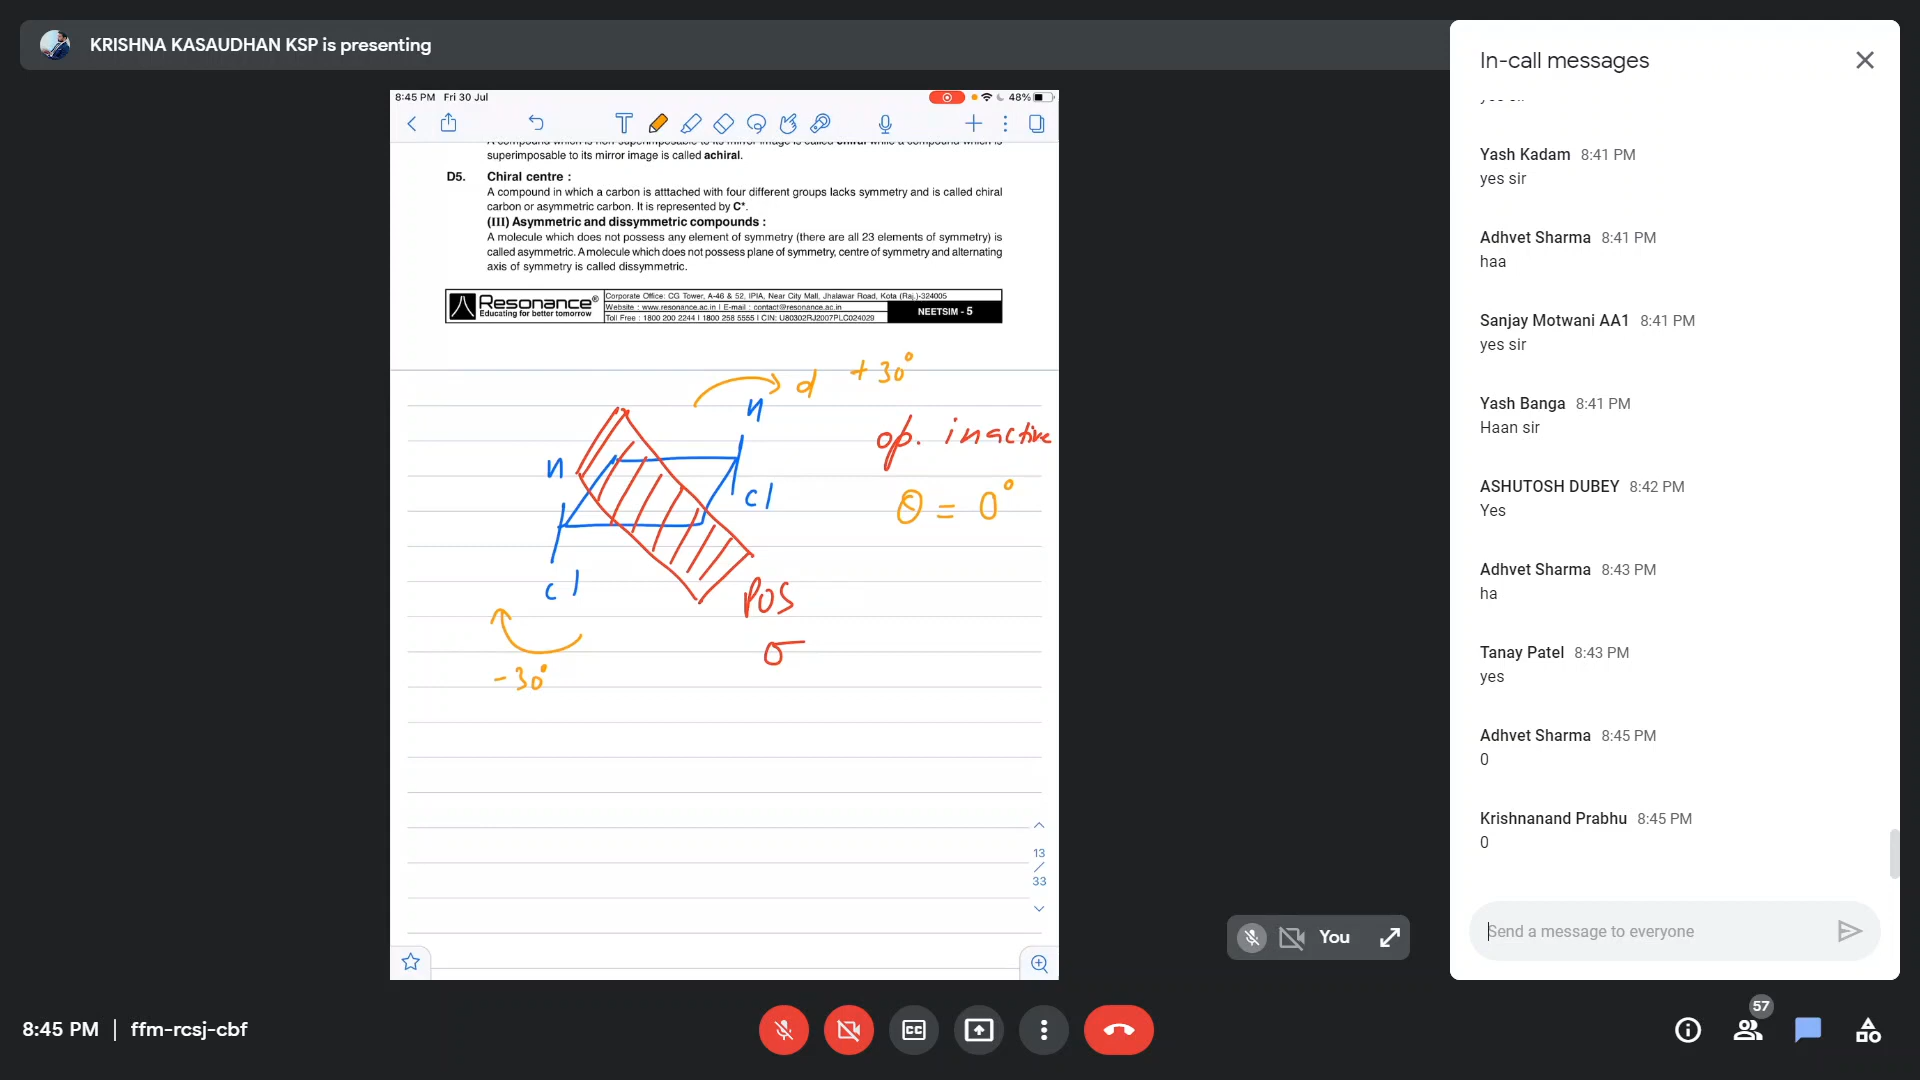 KRISHNA KASAUDHAN KSP is presenting
8:45 PM Fri 30 Jul
48%
superimposable to its mirror image is called achiral.
D5. Chiral centre :
A compound in which a carbon is atttached with four different groups lacks symmetry and is called chiral
carbon or asymmetric carbon. It is represented by C*.
(III) Asymmetric and dissymmetric compounds :
A molecule which does not possess any element of symmetry (there are all 23 elements of symmetry) is
called asymmetric. A molecule which does not possess plane of symmetry, centre of symmetry and alternating
axis of symmetry is called dissymmetric.
Resonance®
Educating for better tomorrow
Corporate Office: CG Tower, A-46 & 52, IPIA, Near City Mall, Jhalawar Road, Kota (Raj.)-324005
Website : www.resonance.ac.in | E-mail : contact@resonance.ac.in
Toll Free : 1800 200 2244 | 1800 258 5555 | CIN: U80302RJ2007PLC024029
NEETSIM - 5
d +30°
H
op. inactive
H
cl
θ = 0°
cl
POS
σ
-30°
13
/
33
You
In-call messages
Yash Kadam 8:41 PM
yes sir
Adhvet Sharma 8:41 PM
haa
Sanjay Motwani AA1 8:41 PM
yes sir
Yash Banga 8:41 PM
Haan sir
ASHUTOSH DUBEY 8:42 PM
Yes
Adhvet Sharma 8:43 PM
ha
Tanay Patel 8:43 PM
yes
Adhvet Sharma 8:45 PM
0
Krishnanand Prabhu 8:45 PM
0
Send a message to everyone
8:45 PM | ffm-rcsj-cbf
CC
57